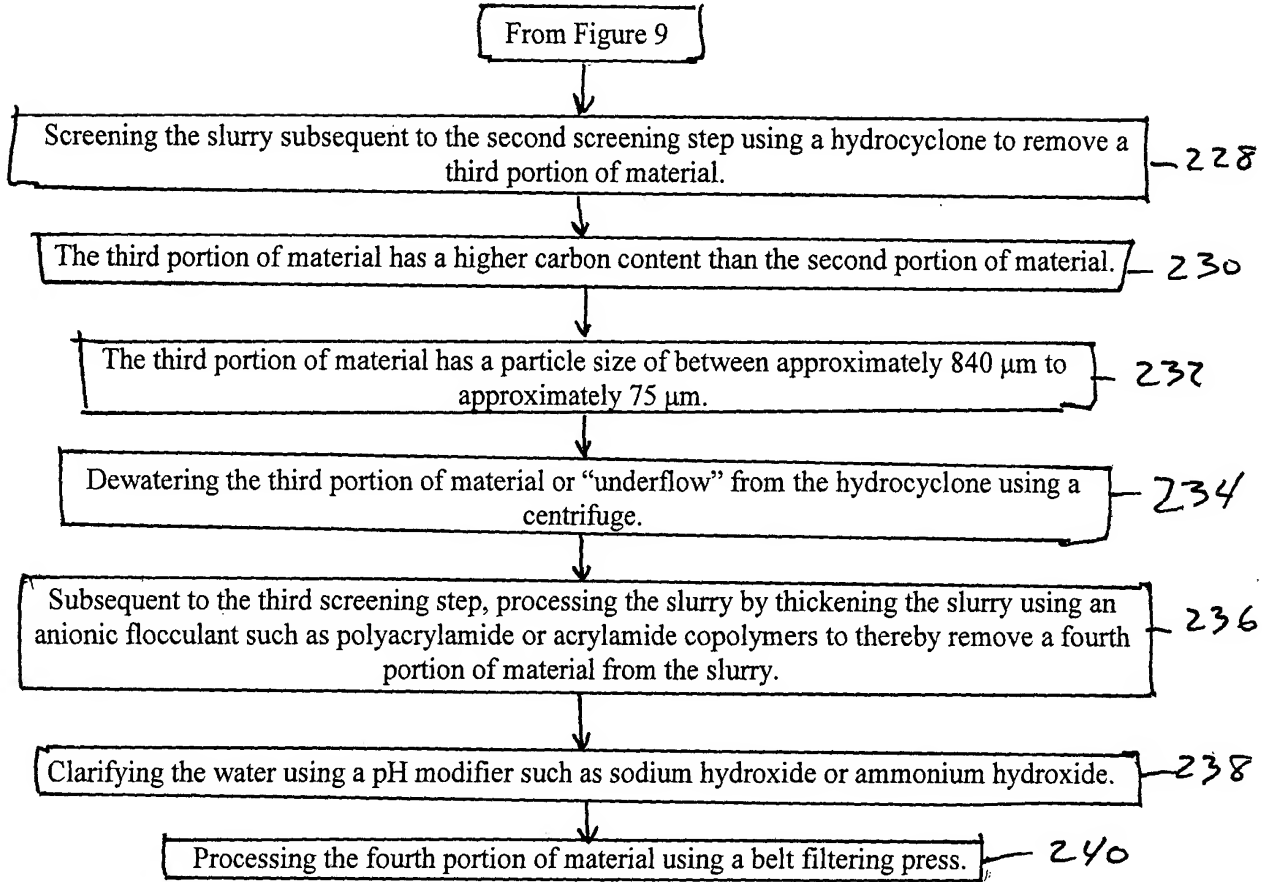 From Figure 9
Screening the slurry subsequent to the second screening step using a hydrocyclone to remove a
third portion of material.
228
The third portion of material has a higher carbon content than the second portion of material.
230
The third portion of material has a particle size of between approximately 840 μm to
approximately 75 μm.
232
Dewatering the third portion of material or “underflow” from the hydrocyclone using a
centrifuge.
234
Subsequent to the third screening step, processing the slurry by thickening the slurry using an
anionic flocculant such as polyacrylamide or acrylamide copolymers to thereby remove a fourth
portion of material from the slurry.
236
Clarifying the water using a pH modifier such as sodium hydroxide or ammonium hydroxide.
238
Processing the fourth portion of material using a belt filtering press.
240